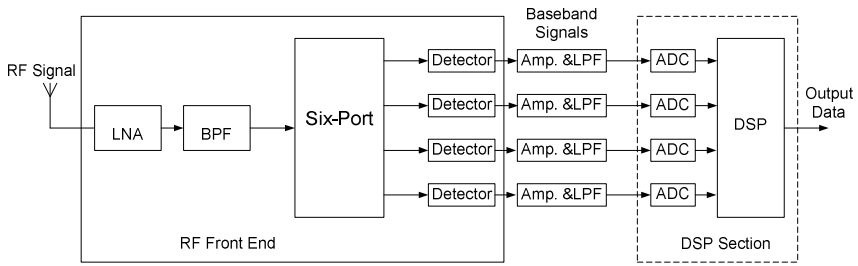 Baseband
Signals
RF Signal
Detector
Amp. &LPF
ADC
Detector
Amp. &LPF
ADC
Output
Data
LNA
BPF
Six-Port
DSP
Detector
Amp. &LPF
ADC
Detector
Amp. &LPF
ADC
RF Front End
DSP Section